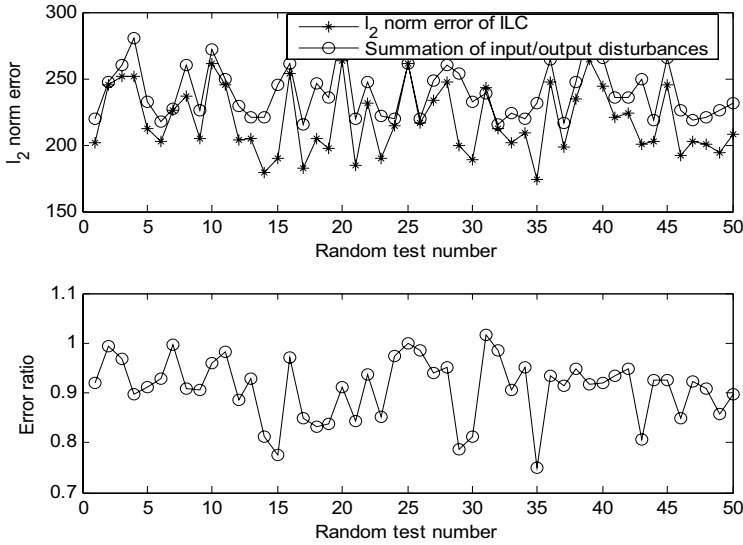 300
250
200
150
l2 norm error
l2 norm error of ILC
Summation of input/output disturbances
0 5 10 15 20 25 30 35 40 45 50
Random test number
1.1
1
0.9
0.8
0.7
Error ratio
0 5 10 15 20 25 30 35 40 45 50
Random test number